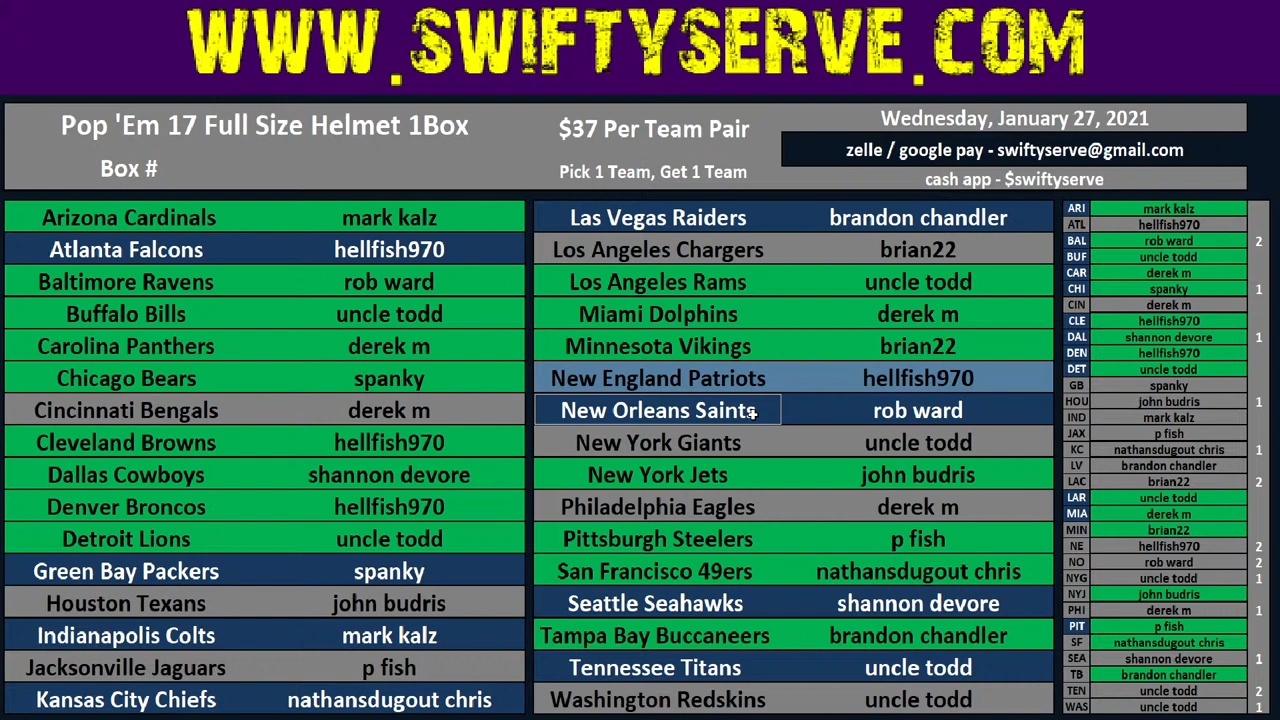 WWW.SWIFTYSERVE.COM
Pop 'Em 17 Full Size Helmet 1Box
Box #
$37 Per Team Pair
Pick 1 Team, Get 1 Team
Wednesday, January 27, 2021
zelle / google pay - swiftyserve@gmail.com
cash app - $swiftyserve
Arizona Cardinals mark kalz
Atlanta Falcons hellfish970
Baltimore Ravens rob ward
Buffalo Bills uncle todd
Carolina Panthers derek m
Chicago Bears spanky
Cincinnati Bengals derek m
Cleveland Browns hellfish970
Dallas Cowboys shannon devore
Denver Broncos hellfish970
Detroit Lions uncle todd
Green Bay Packers spanky
Houston Texans john budris
Indianapolis Colts mark kalz
Jacksonville Jaguars p fish
Kansas City Chiefs nathansdugout chris
Las Vegas Raiders brandon chandler
Los Angeles Chargers brian22
Los Angeles Rams uncle todd
Miami Dolphins derek m
Minnesota Vikings brian22
New England Patriots hellfish970
New Orleans Saints rob ward
New York Giants uncle todd
New York Jets john budris
Philadelphia Eagles derek m
Pittsburgh Steelers p fish
San Francisco 49ers nathansdugout chris
Seattle Seahawks shannon devore
Tampa Bay Buccaneers brandon chandler
Tennessee Titans uncle todd
Washington Redskins uncle todd
ARI mark kalz
ATL hellfish970
BAL rob ward 2
BUF uncle todd
CAR derek m
CHI spanky 1
CIN derek m
CLE hellfish970
DAL shannon devore 1
DEN hellfish970
DET uncle todd
GB spanky
HOU john budris 1
IND mark kalz
JAX p fish
KC nathansdugout chris 1
LV brandon chandler
LAC brian22 2
LAR uncle todd
MIA derek m
MIN brian22
NE hellfish970 2
NO rob ward 2
NYG uncle todd 1
NYJ john budris
PHI derek m 1
PIT p fish
SF nathansdugout chris
SEA shannon devore 1
TB brandon chandler
TEN uncle todd 2
WAS uncle todd 1